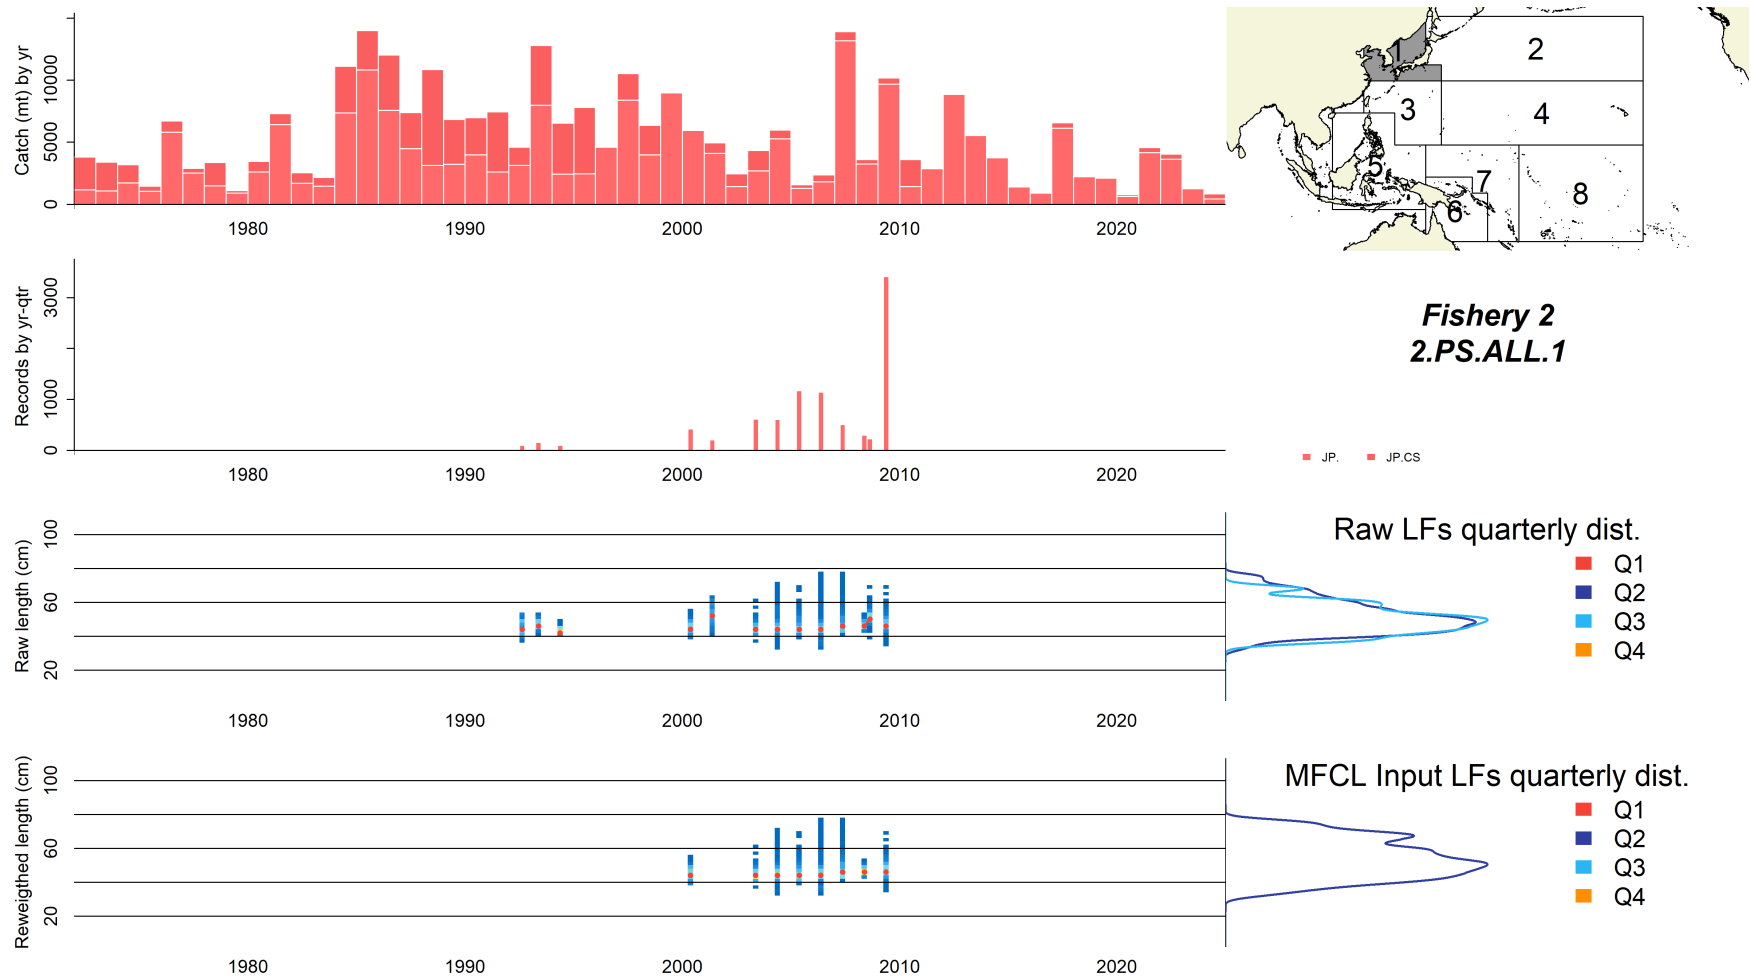 Catch (mt) by yr
0
5000
10000
1980
1990
2000
2010
2020
1
2
3
4
5
6
7
8
Fishery 2
2.PS.ALL.1
Records by yr-qtr
0
1000
3000
1980
1990
2000
2010
2020
JP.
JP.CS
Raw length (cm)
20
60
100
1980
1990
2000
2010
2020
Raw LFs quarterly dist.
Q1
Q2
Q3
Q4
Reweigthed length (cm)
20
60
100
1980
1990
2000
2010
2020
MFCL Input LFs quarterly dist.
Q1
Q2
Q3
Q4